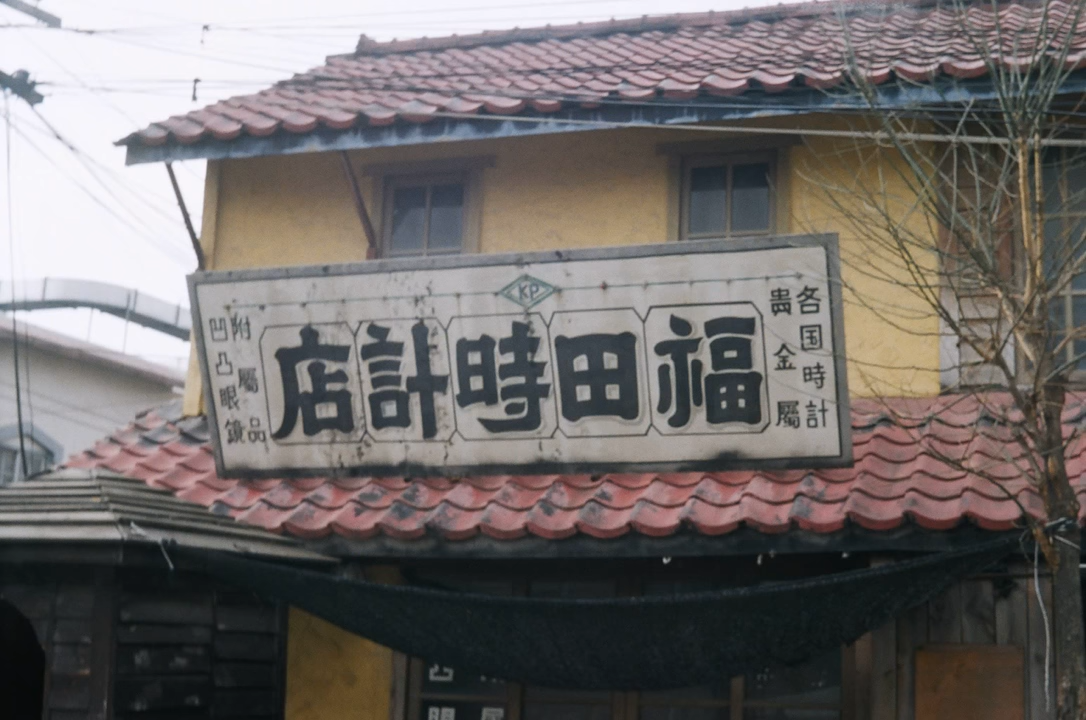 KP
福田時計店
各国時計
貴金屬
附屬品
凹凸眼鏡